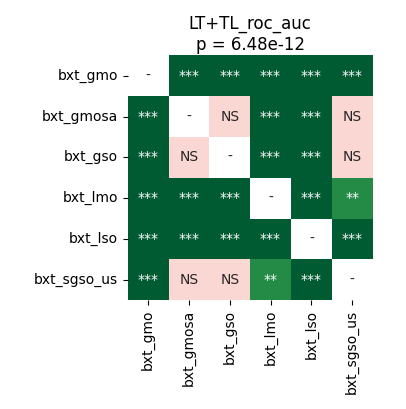 LT+TL_roc_auc
p = 6.48e-12
bxt_gmo - *** *** *** *** ***
bxt_gmosa *** - NS *** *** NS
bxt_gso *** NS - *** *** NS
bxt_lmo *** *** *** - *** **
bxt_lso *** *** *** *** - ***
bxt_sgso_us *** NS NS ** *** -
bxt_gmo
bxt_gmosa
bxt_gso
bxt_lmo
bxt_lso
bxt_sgso_us